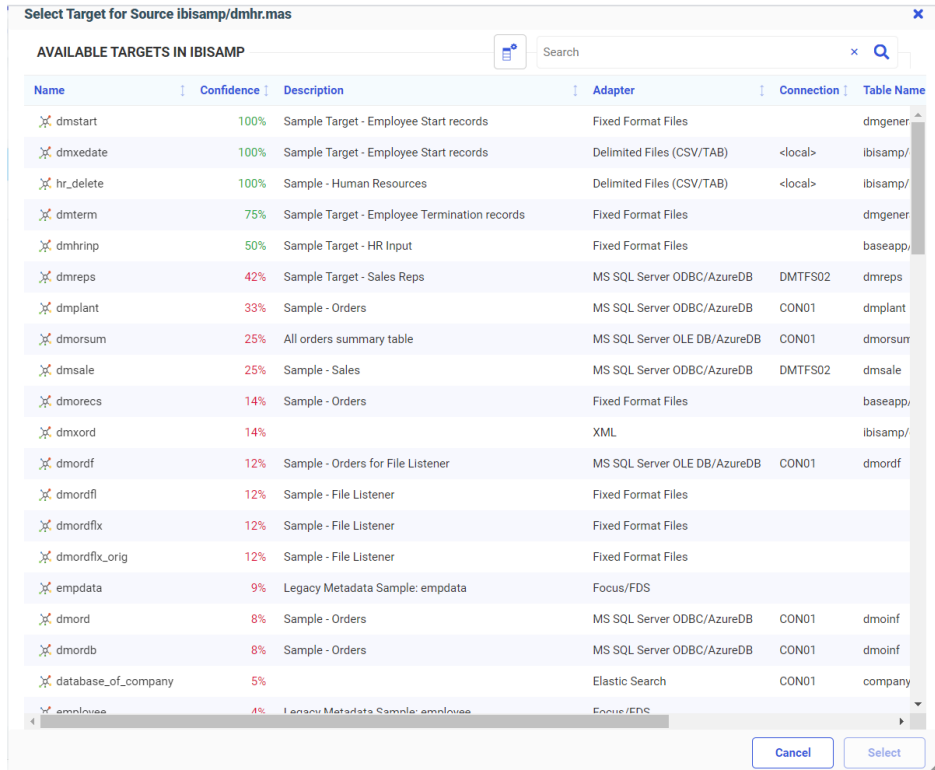 Select Target for Source ibisamp/dmhr.mas
AVAILABLE TARGETS IN IBISAMP Search
Name Confidence Description Adapter Connection Table Name
dmstart 100% Sample Target - Employee Start records Fixed Format Files dmgener
dmxedate 100% Sample Target - Employee Start records Delimited Files (CSV/TAB) <local> ibisamp/
hr_delete 100% Sample - Human Resources Delimited Files (CSV/TAB) <local> ibisamp/
dmterm 75% Sample Target - Employee Termination records Fixed Format Files dmgener
dmhrinp 50% Sample Target - HR Input Fixed Format Files baseapp/
dmreps 42% Sample Target - Sales Reps MS SQL Server ODBC/AzureDB DMTFS02 dmreps
dmplant 33% Sample - Orders MS SQL Server ODBC/AzureDB CON01 dmplant
dmorsum 25% All orders summary table MS SQL Server OLE DB/AzureDB CON01 dmorsum
dmsale 25% Sample - Sales MS SQL Server ODBC/AzureDB DMTFS02 dmsale
dmorecs 14% Sample - Orders Fixed Format Files baseapp/
dmxord 14% XML ibisamp/
dmordf 12% Sample - Orders for File Listener MS SQL Server OLE DB/AzureDB CON01 dmordf
dmordfl 12% Sample - File Listener Fixed Format Files
dmordflx 12% Sample - File Listener Fixed Format Files
dmordflx_orig 12% Sample - File Listener Fixed Format Files
empdata 9% Legacy Metadata Sample: empdata Focus/FDS
dmord 8% Sample - Orders MS SQL Server ODBC/AzureDB CON01 dmoinf
dmordb 8% Sample - Orders MS SQL Server ODBC/AzureDB CON01 dmoinf
database_of_company 5% Elastic Search CON01 company
employee 4% Legacy Metadata Sample: employee Focus/FDS
Cancel Select